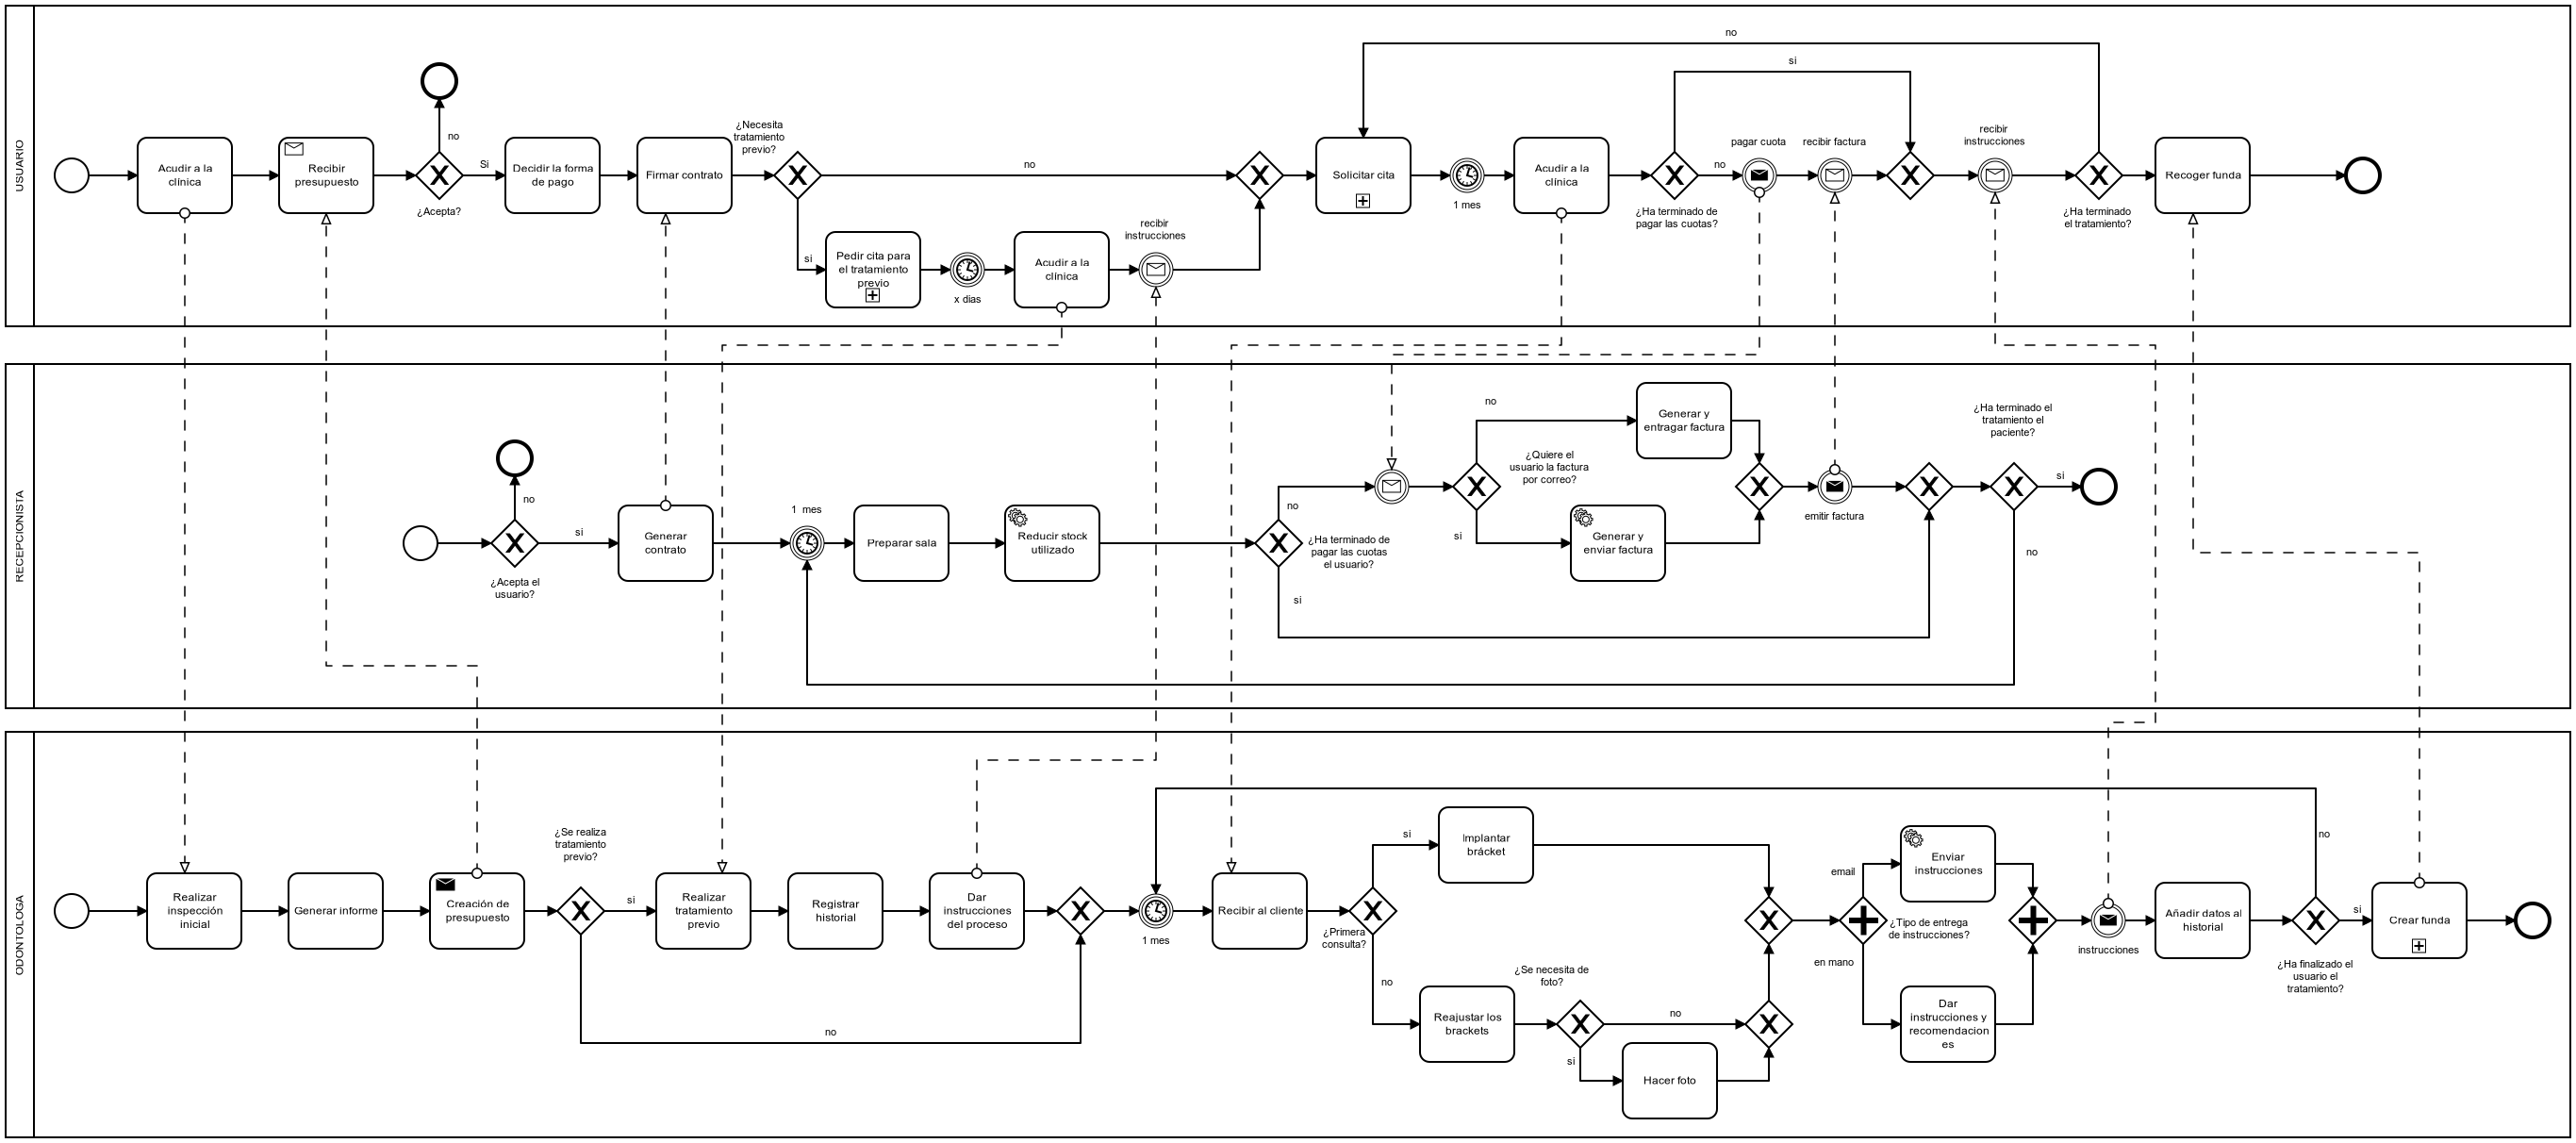 USUARIO
no
si
no
Acudir a la
clínica
Recibir
presupuesto
¿Acepta?
Si
Decidir la forma
de pago
Firmar contrato
¿Necesita
tratamiento
previo?
no
si
Pedir cita para
el tratamiento
previo
x dias
Acudir a la
clínica
recibir
instrucciones
Solicitar cita
1 mes
Acudir a la
clínica
¿Ha terminado de
pagar las cuotas?
no
pagar cuota
recibir factura
recibir
instrucciones
¿Ha terminado
el tratamiento?
Recoger funda
RECEPCIONISTA
no
¿Acepta el
usuario?
si
Generar
contrato
1 mes
Preparar sala
Reducir stock
utilizado
no
¿Ha terminado de
pagar las cuotas
el usuario?
si
no
¿Quiere el
usuario la factura
por correo?
si
Generar y
entragar factura
Generar y
enviar factura
emitir factura
¿Ha terminado el
tratamiento el
paciente?
si
no
ODONTOLOGA
Realizar
inspección
inicial
Generar informe
Creación de
presupuesto
¿Se realiza
tratamiento
previo?
si
no
Realizar
tratamiento
previo
Registrar
historial
Dar
instrucciones
del proceso
1 mes
Recibir al cliente
¿Primera
consulta?
si
Implantar
brácket
no
Reajustar los
brackets
¿Se necesita de
foto?
no
si
Hacer foto
email
¿Tipo de entrega
de instrucciones?
en mano
Enviar
instrucciones
Dar
instrucciones y
recomendacion
es
instrucciones
Añadir datos al
historial
no
¿Ha finalizado el
usuario el
tratamiento?
si
Crear funda